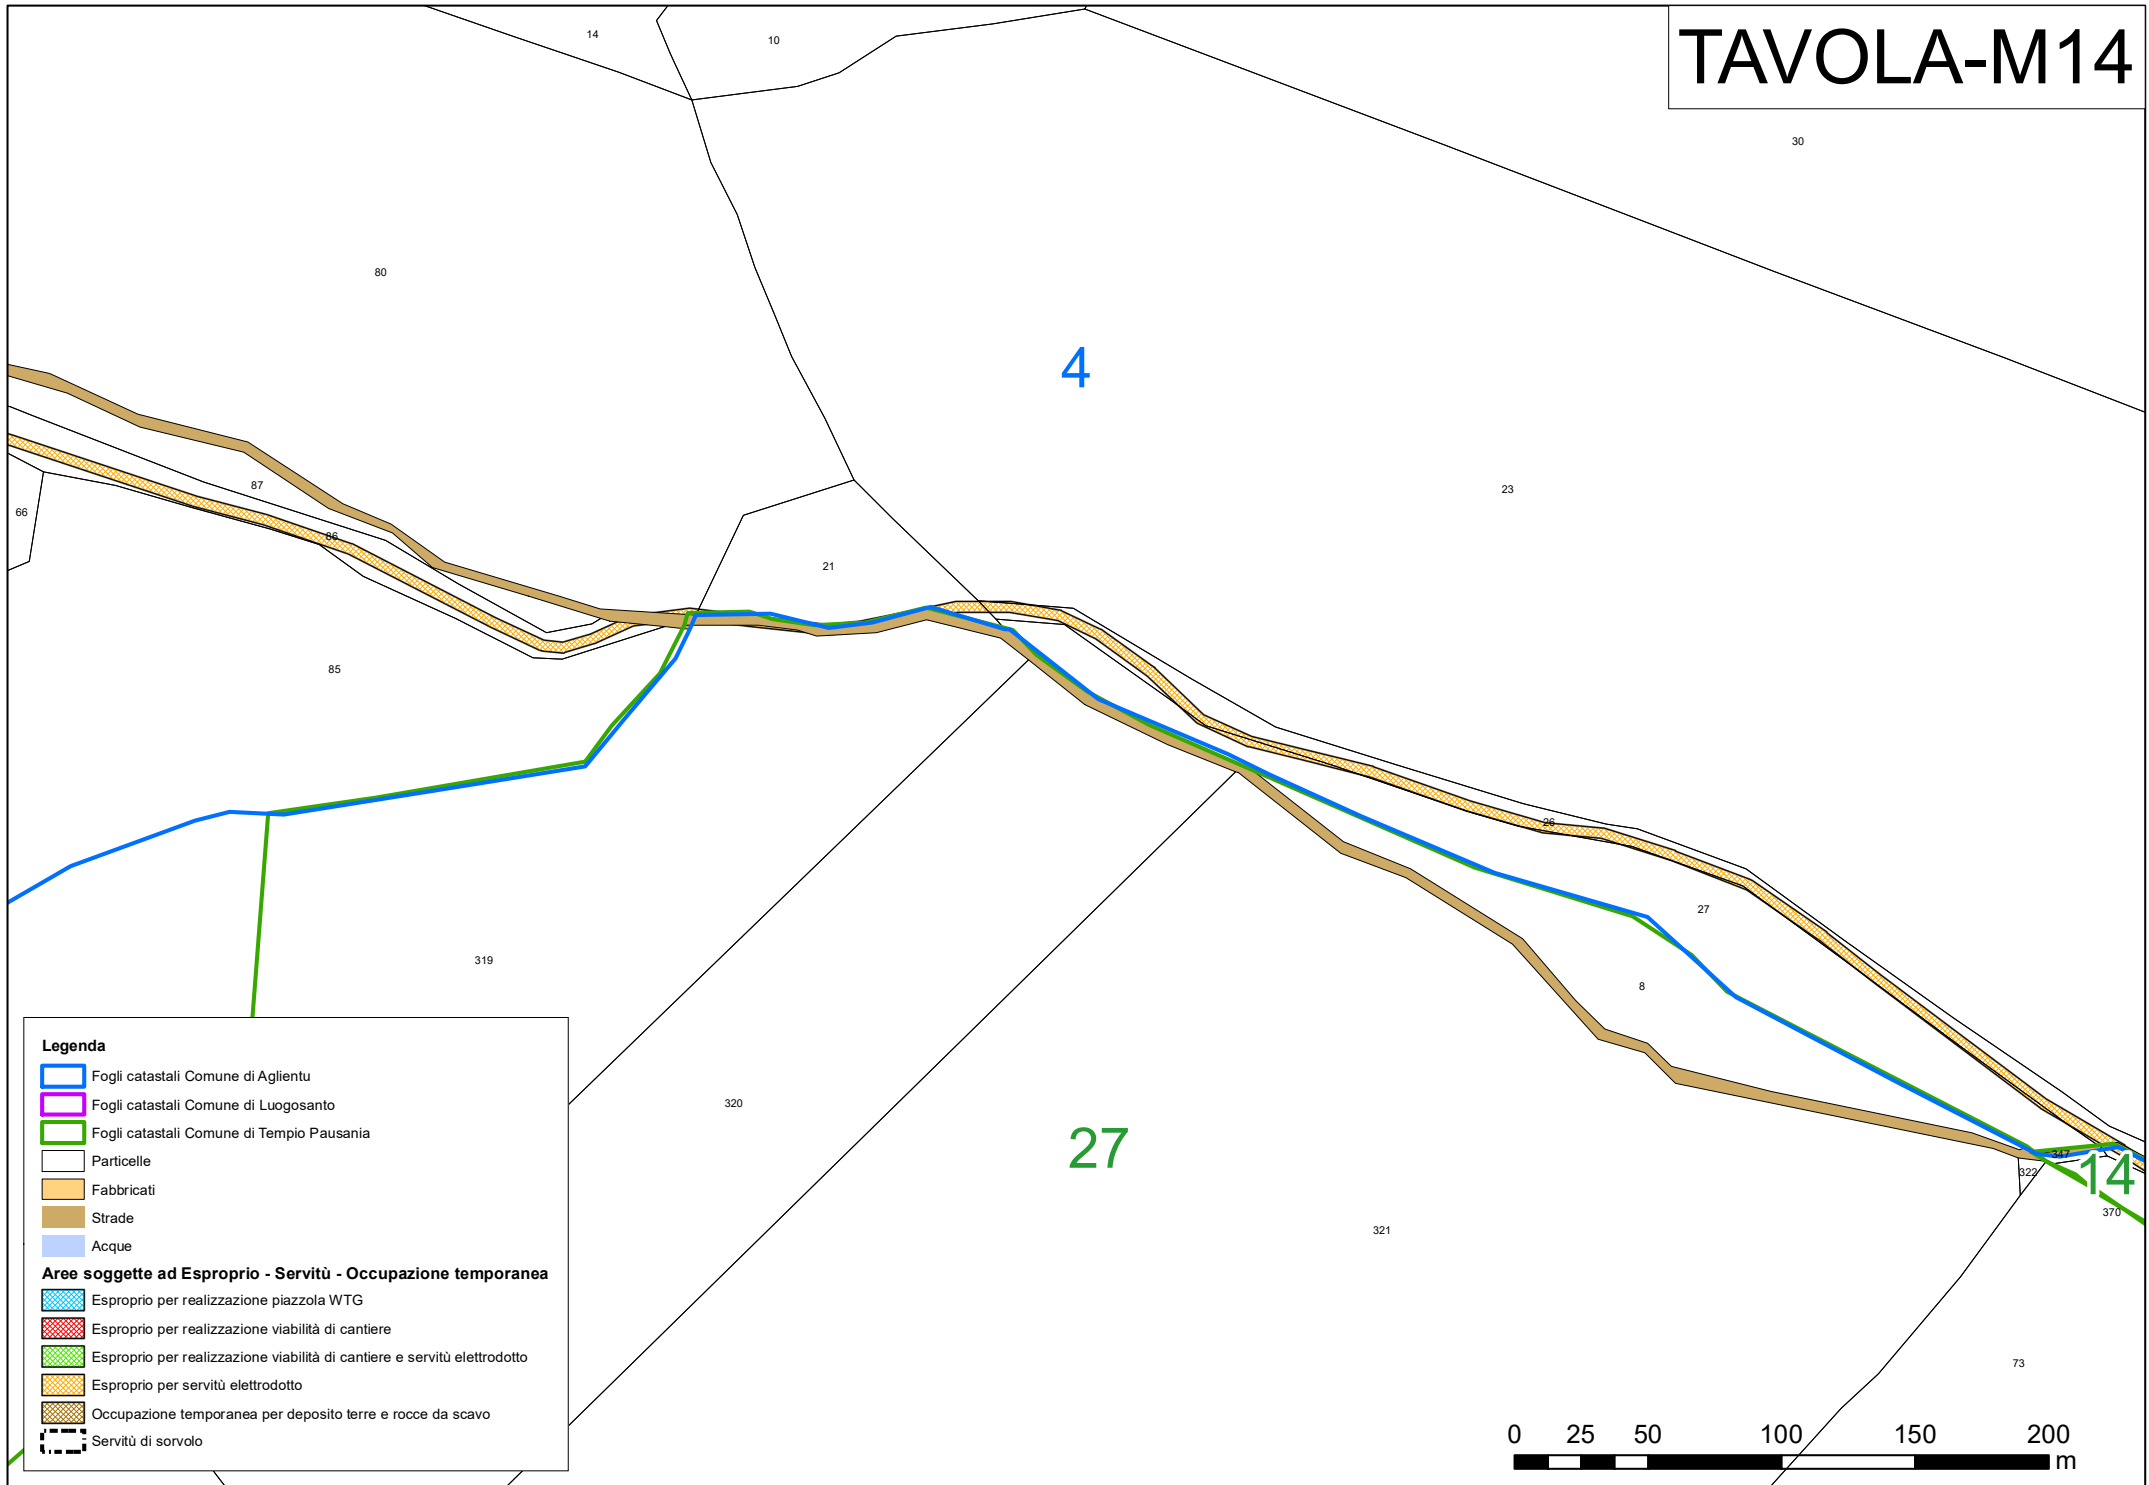 TAVOLA-M14
14
10
30
80
4
23
87
66
86
21
85
26
27
8
319
320
27
347
322
14
370
321
73
Legenda
Fogli catastali Comune di Aglientu
Fogli catastali Comune di Luogosanto
Fogli catastali Comune di Tempio Pausania
Particelle
Fabbricati
Strade
Acque
Aree soggette ad Esproprio - Servitù - Occupazione temporanea
Esproprio per realizzazione piazzola WTG
Esproprio per realizzazione viabilità di cantiere
Esproprio per realizzazione viabilità di cantiere e servitù elettrodotto
Esproprio per servitù elettrodotto
Occupazione temporanea per deposito terre e rocce da scavo
Servitù di sorvolo
0 25 50 100 150 200
m